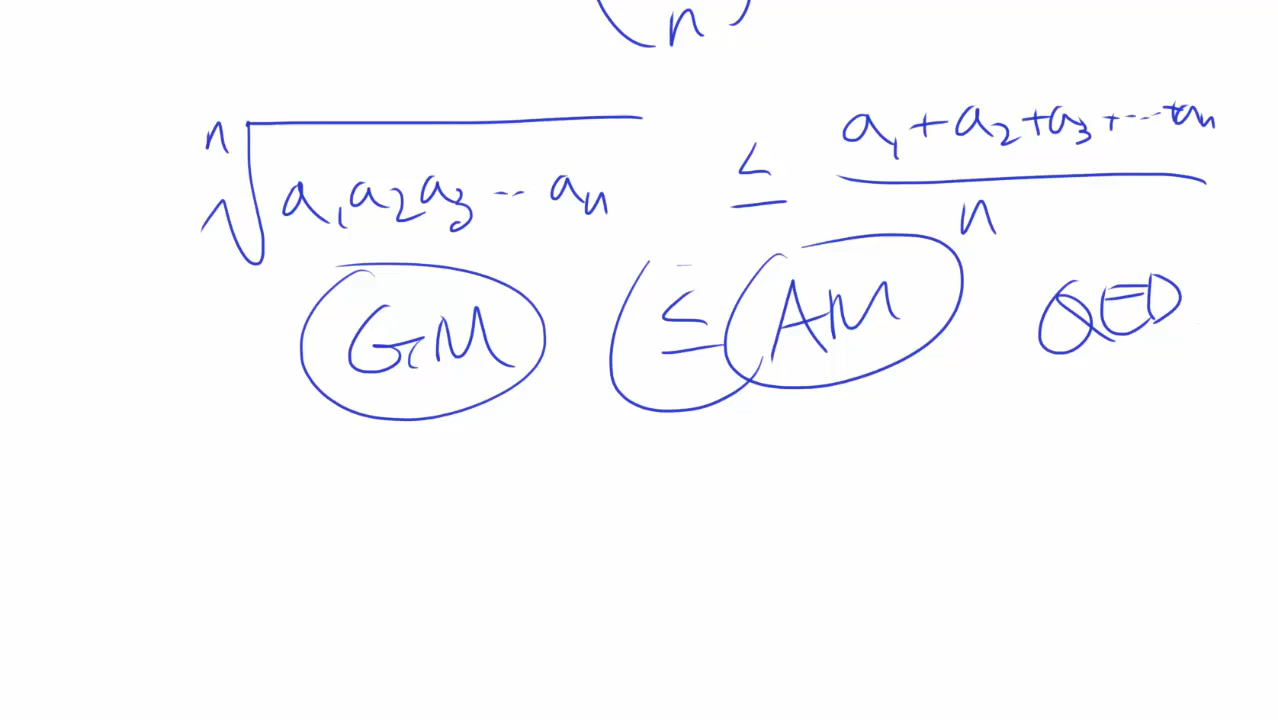 (n)
ⁿ√(a₁a₂a₃ ... aₙ) ≤ (a₁ + a₂ + a₃ + ... + aₙ) / n
GM ≤ AM QED